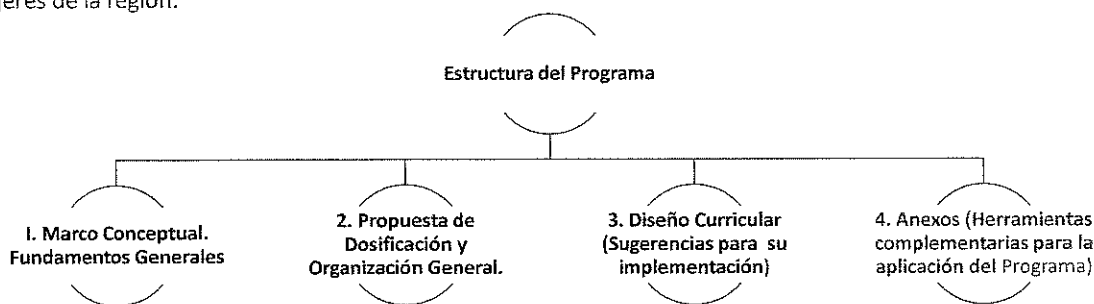 de la región.
Estructura del Programa
I. Marco Conceptual.
Fundamentos Generales
2. Propuesta de
Dosificación y
Organización General.
3. Diseño Curricular
(Sugerencias para su
implementación)
4. Anexos (Herramientas
complementarias para la
aplicación del Programa)